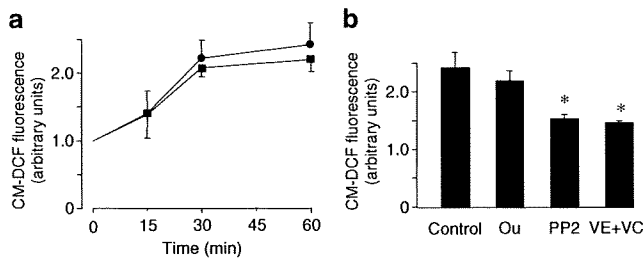 a
CM-DCF fluorescence
(arbitrary units)
2.0
1.0
0
0 15 30 45 60
Time (min)
b
CM-DCF fluorescence
(arbitrary units)
2.0
1.0
0
* *
Control Ou PP2 VE+VC